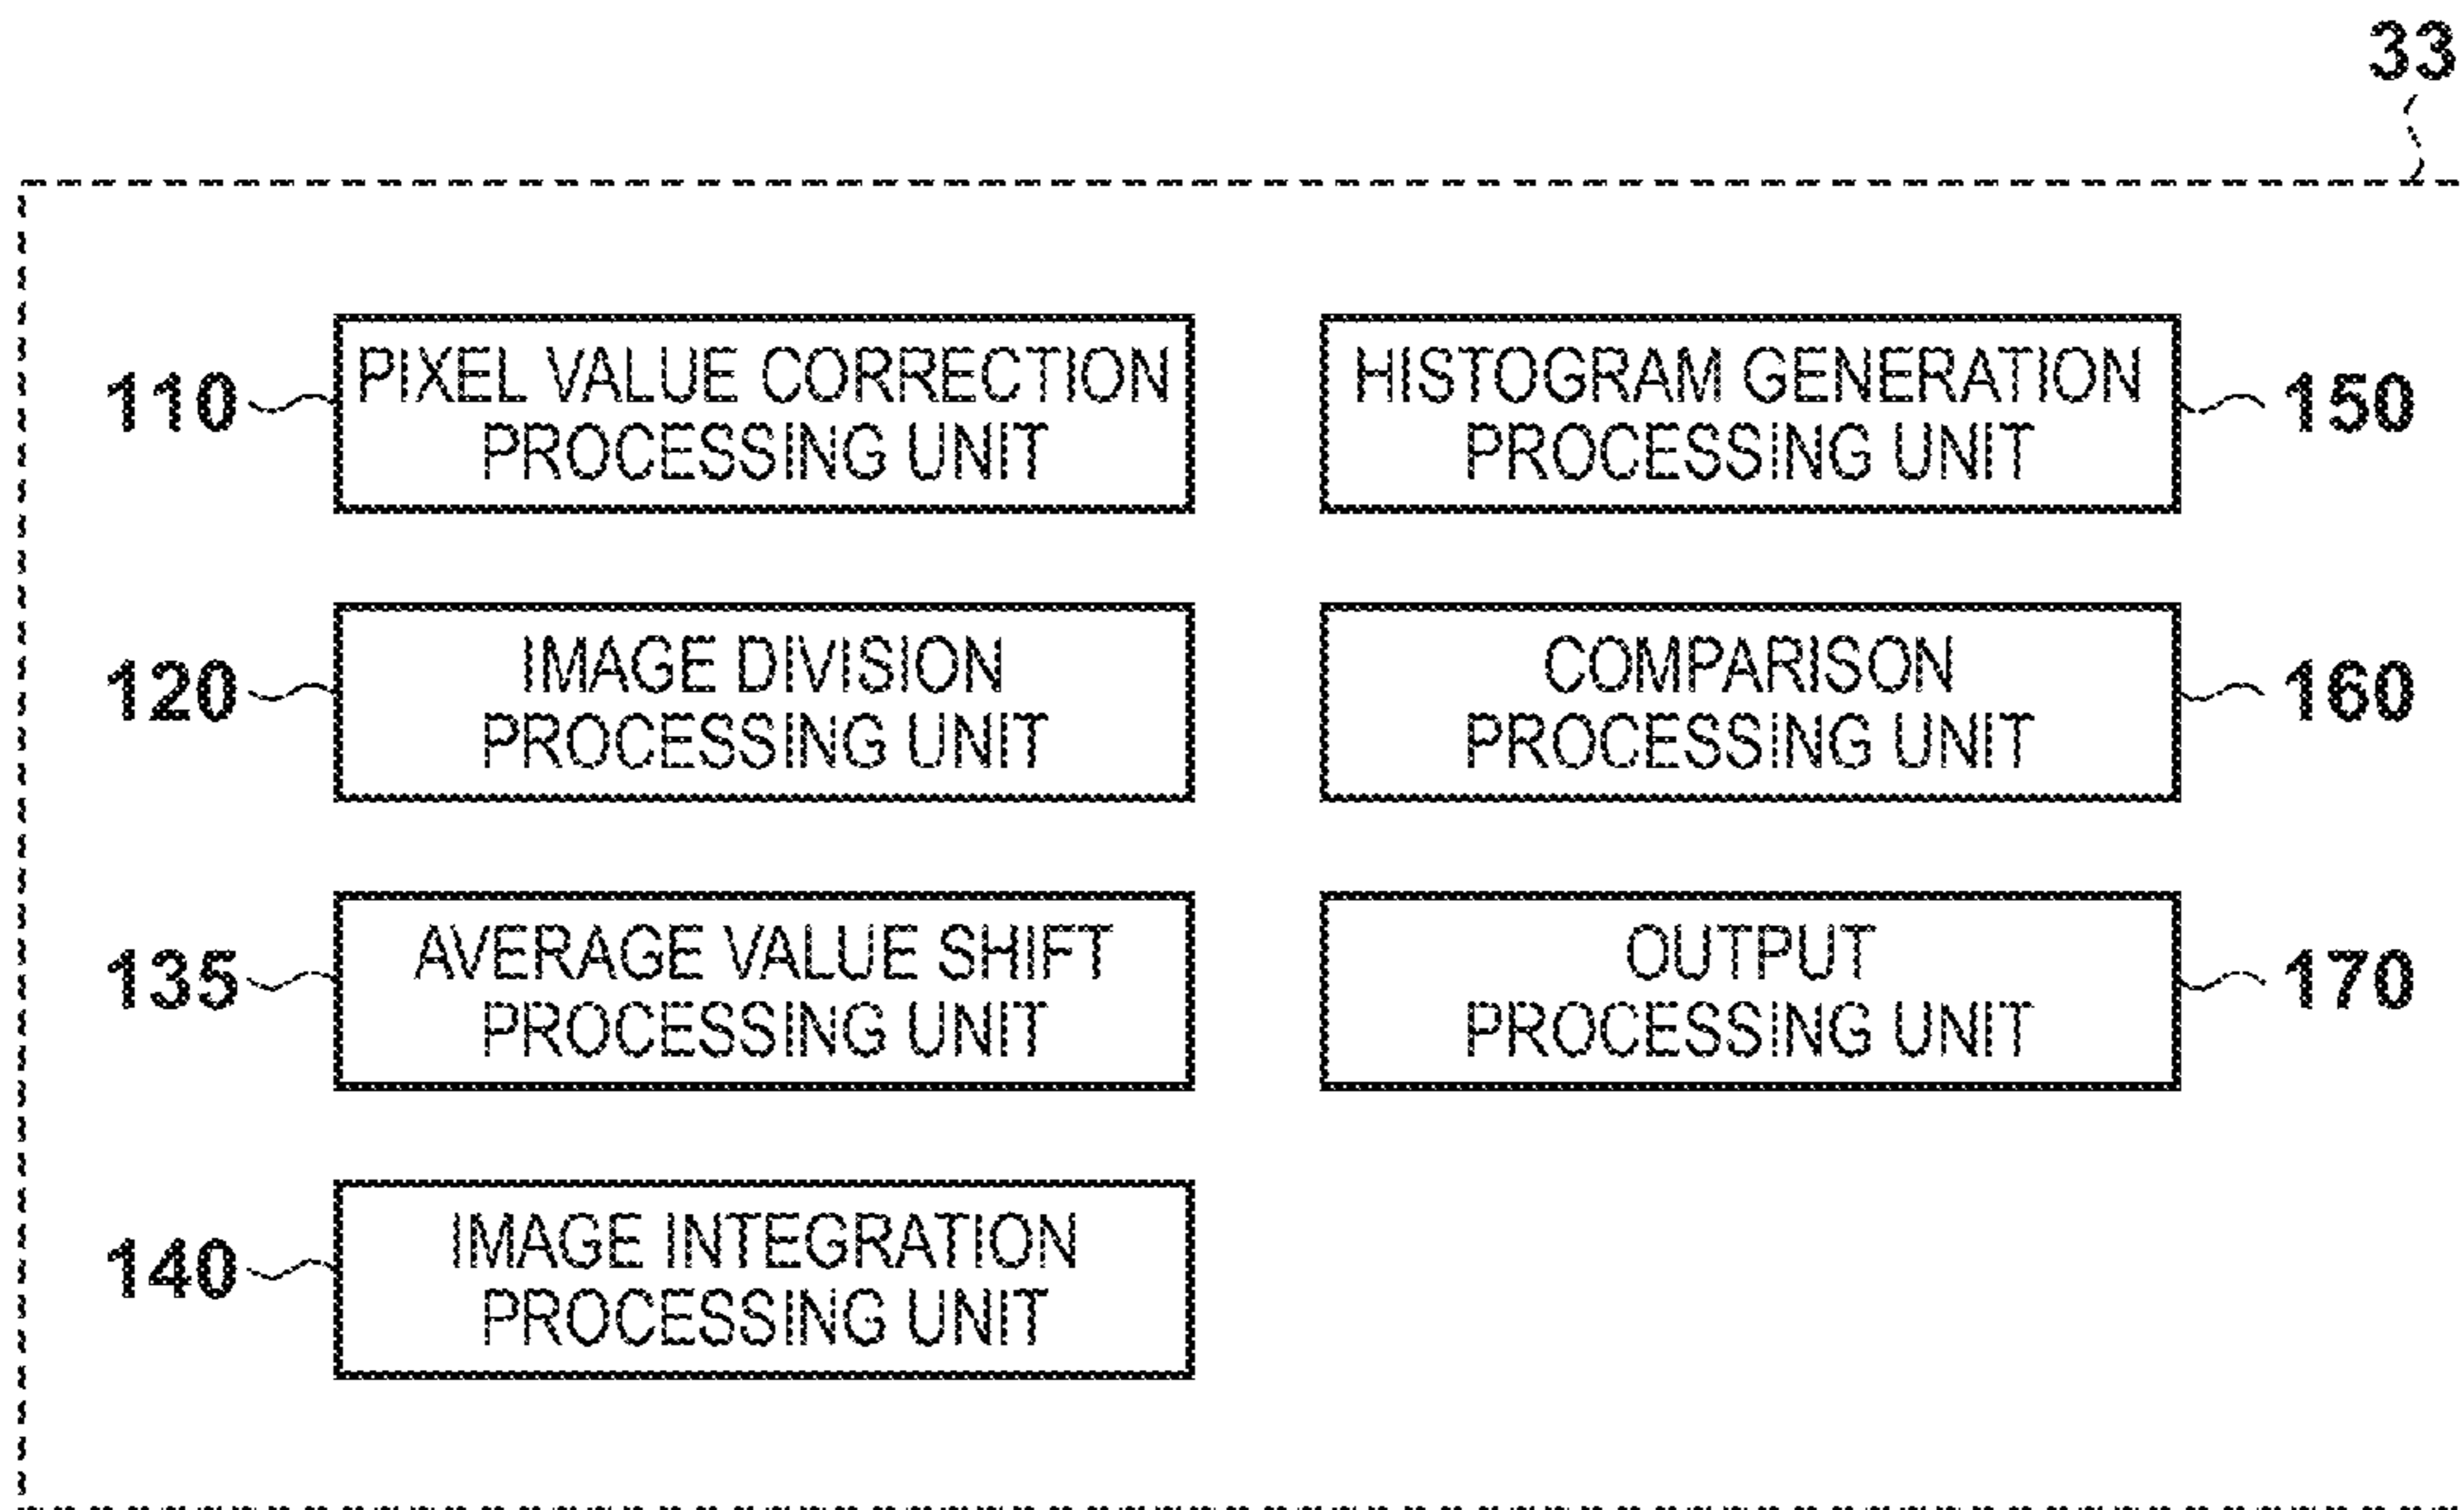 33
110
PIXEL VALUE CORRECTION
PROCESSING UNIT
120
IMAGE DIVISION
PROCESSING UNIT
135
AVERAGE VALUE SHIFT
PROCESSING UNIT
140
IMAGE INTEGRATION
PROCESSING UNIT
HISTOGRAM GENERATION
PROCESSING UNIT
150
COMPARISON
PROCESSING UNIT
160
OUTPUT
PROCESSING UNIT
170